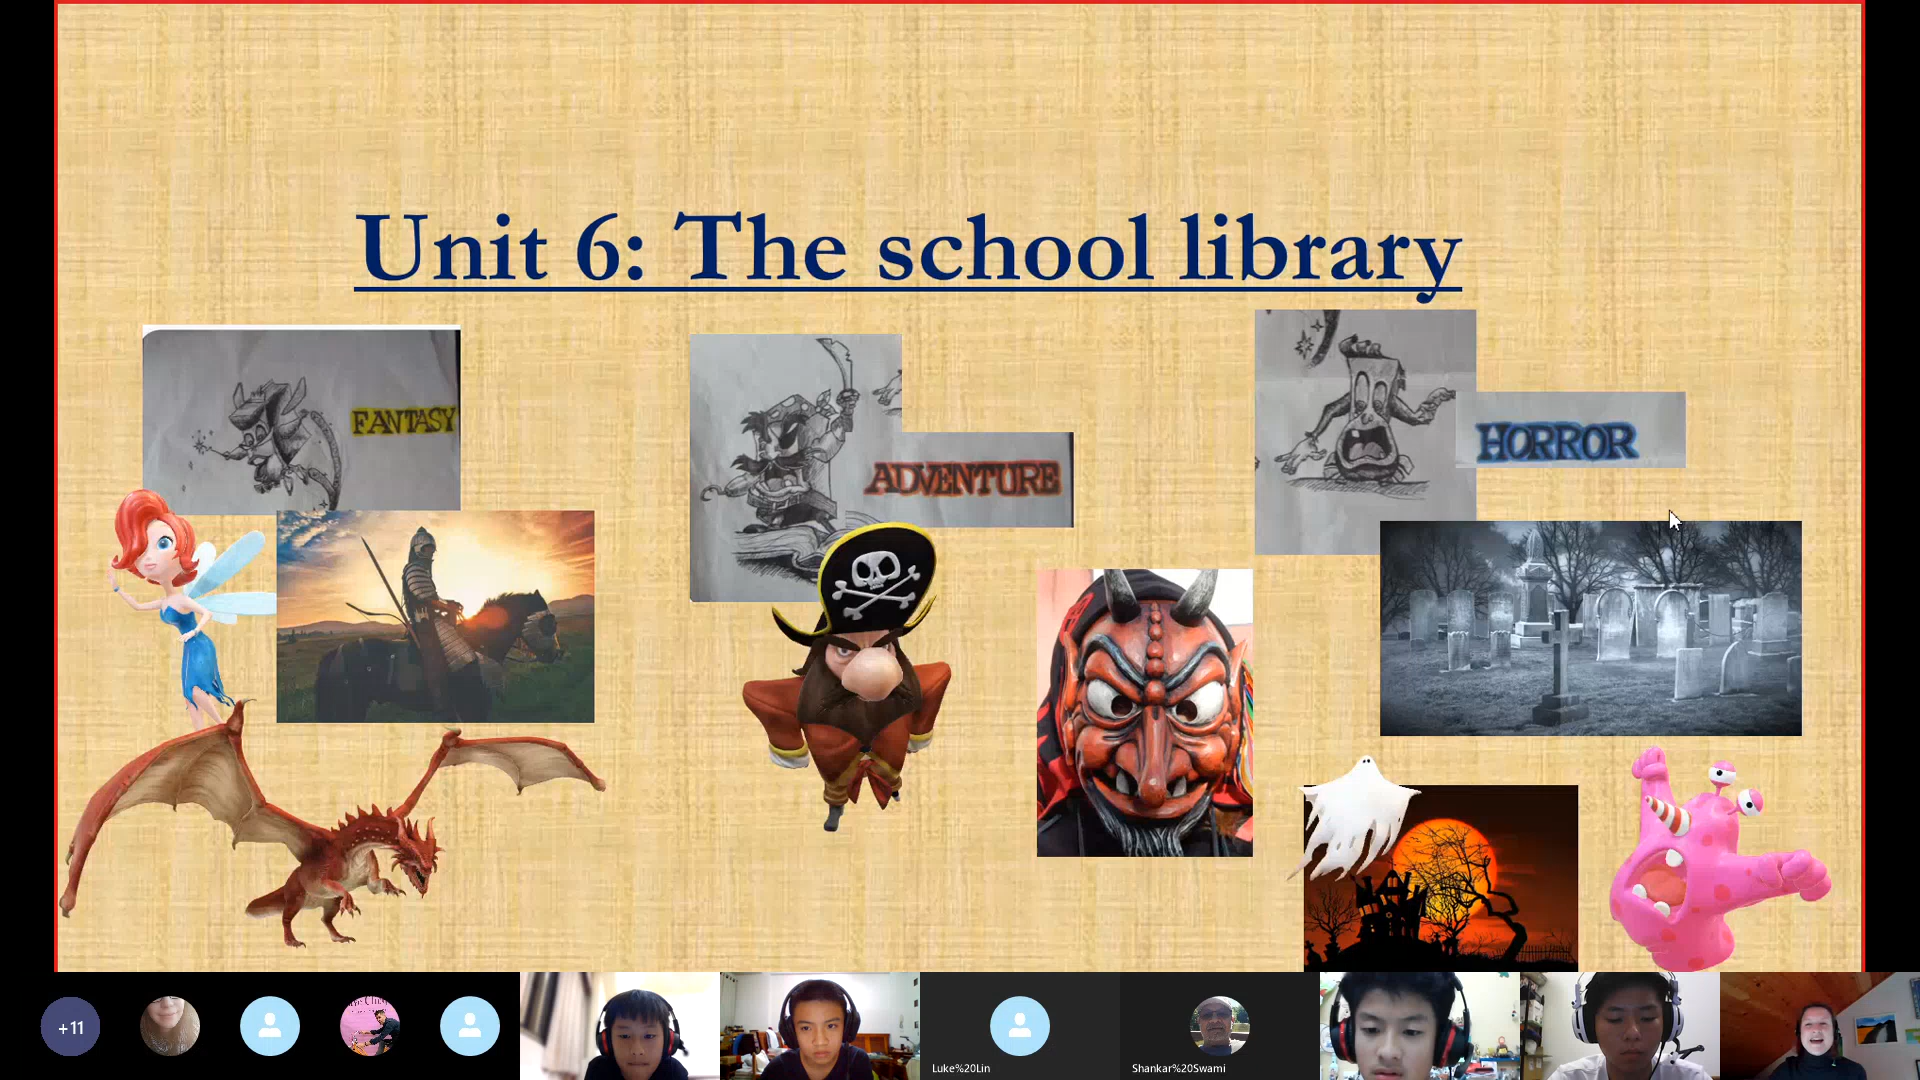 Unit 6: The school library
FANTASY
ADVENTURE
HORROR
+11
Luke%20Lin
Shankar%20Swami